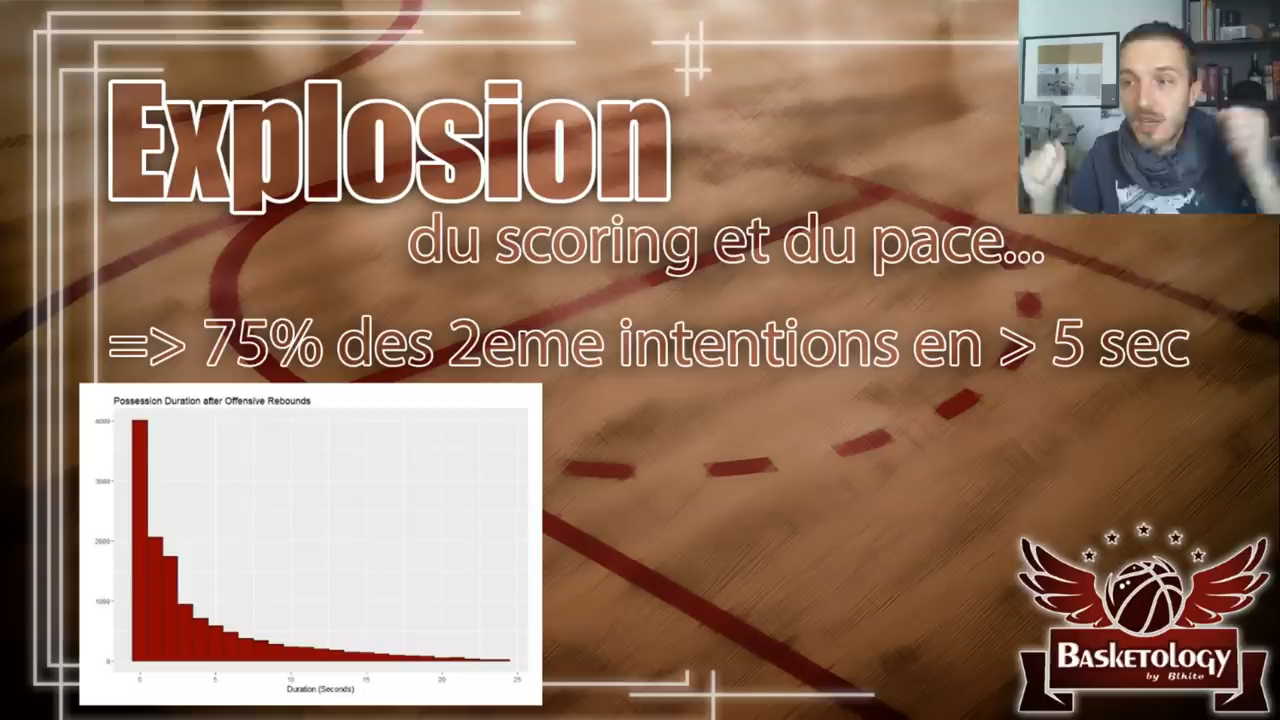 Explosion
du scoring et du pace...
=> 75% des 2eme intentions en > 5 sec
Possession Duration after Offensive Rebounds
4000
3000
2000
1000
0
0 5 10 15 20 25
Duration (Seconds)
Basketology
by Blkite